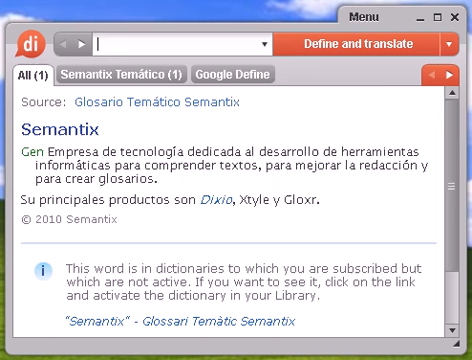 Menu
di
Define and translate
All (1)
Semantix Temático (1)
Google Define
Source: Glosario Temático Semantix
Semantix
Gen Empresa de tecnología dedicada al desarrollo de herramientas
informáticas para comprender textos, para mejorar la redacción y
para crear glosarios.
Su principales productos son Dixio, Xtyle y Gloxr.
© 2010 Semantix
i
This word is in dictionaries to which you are subscribed but
which are not active. If you want to see it, click on the link
and activate the dictionary in your Library.
"Semantix" - Glossari Temàtic Semantix